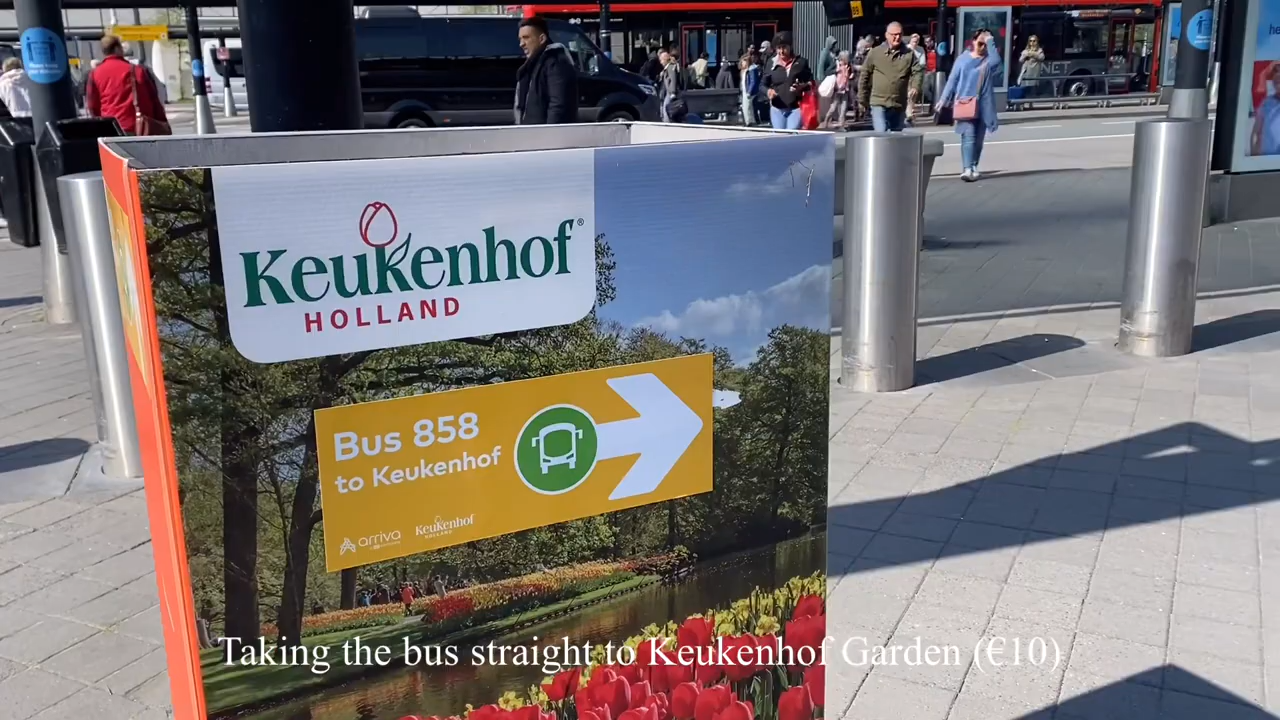 Keukenhof®
HOLLAND
Bus 858
to Keukenhof
arriva
Keukenhof
HOLLAND
Taking the bus straight to Keukenhof Garden (€10)